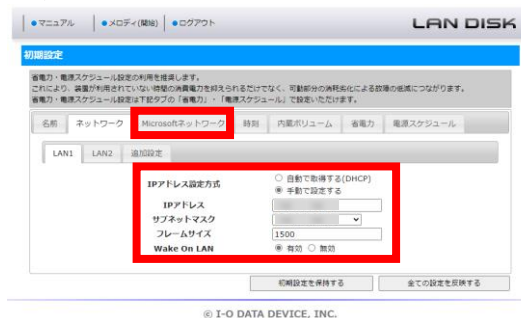 マニュアル メロディ(開始) ログアウト LAN DISK
初期設定
省電力・電源スケジュール設定の利用を推奨します。
これにより、装置が利用されていない時間の消費電力を抑えられるだけでなく、可動部分の消耗劣化による故障の低減につながります。
省電力・電源スケジュール設定は下記タブの「省電力」・「電源スケジュール」で設定いただけます。
名前 ネットワーク Microsoftネットワーク 時刻 内蔵ボリューム 省電力 電源スケジュール
LAN1 LAN2 追加設定
IPアドレス設定方式 自動で取得する(DHCP)
手動で設定する
IPアドレス
サブネットマスク
フレームサイズ 1500
Wake On LAN 有効 無効
初期設定を保持する 全ての設定を反映する
© I-O DATA DEVICE, INC.